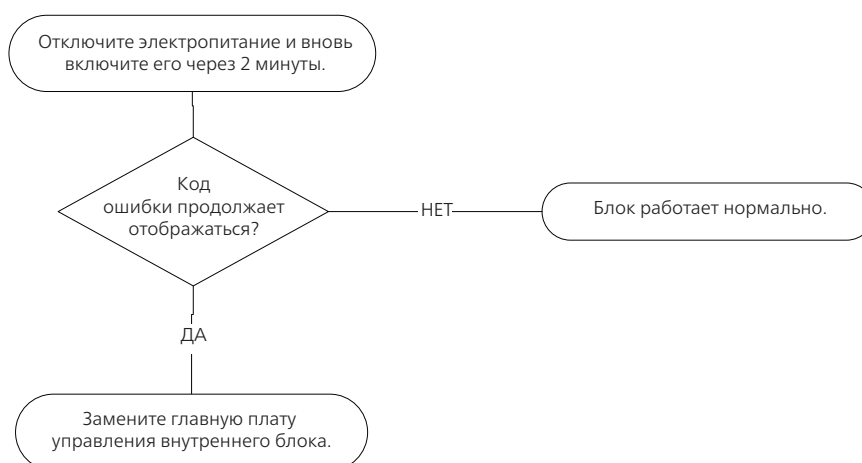 Отключите электропитание и вновь
включите его через 2 минуты.
Код
ошибки продолжает
отображаться?
НЕТ
Блок работает нормально.
ДА
Замените главную плату
управления внутреннего блока.